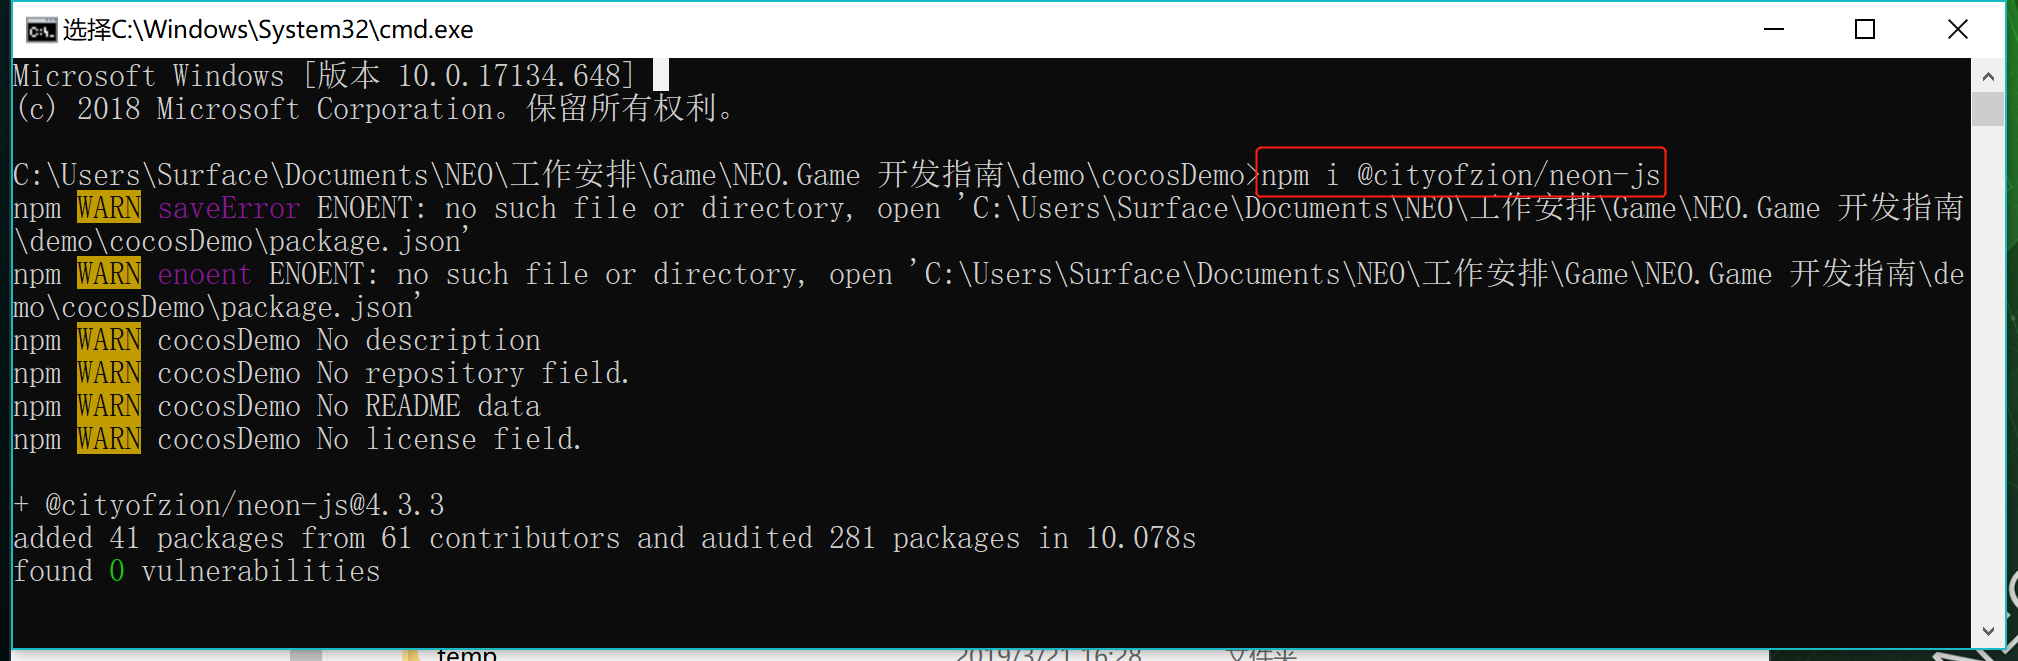 选择C:\Windows\System32\cmd.exe
Microsoft Windows [版本 10.0.17134.648]
(c) 2018 Microsoft Corporation。保留所有权利。
C:\Users\Surface\Documents\NEO\工作安排\Game\NEO.Game 开发指南\demo\cocosDemo>npm i @cityofzion/neon-js
npm WARN saveError ENOENT: no such file or directory, open 'C:\Users\Surface\Documents\NEO\工作安排\Game\NEO.Game 开发指南
\demo\cocosDemo\package.json'
npm WARN enoent ENOENT: no such file or directory, open 'C:\Users\Surface\Documents\NEO\工作安排\Game\NEO.Game 开发指南\de
mo\cocosDemo\package.json'
npm WARN cocosDemo No description
npm WARN cocosDemo No repository field.
npm WARN cocosDemo No README data
npm WARN cocosDemo No license field.
+ @cityofzion/neon-js@4.3.3
added 41 packages from 61 contributors and audited 281 packages in 10.078s
found 0 vulnerabilities
temp 2019/3/21 16:28 文件夹